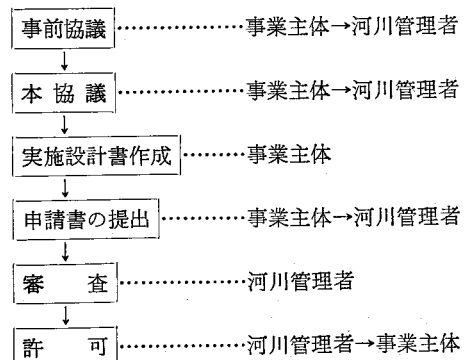 事前協議………………事業主体→河川管理者
↓
本協議………………事業主体→河川管理者
↓
実施設計書作成………事業主体
↓
申請書の提出…………事業主体→河川管理者
↓
審査………………河川管理者
↓
許可………………河川管理者→事業主体